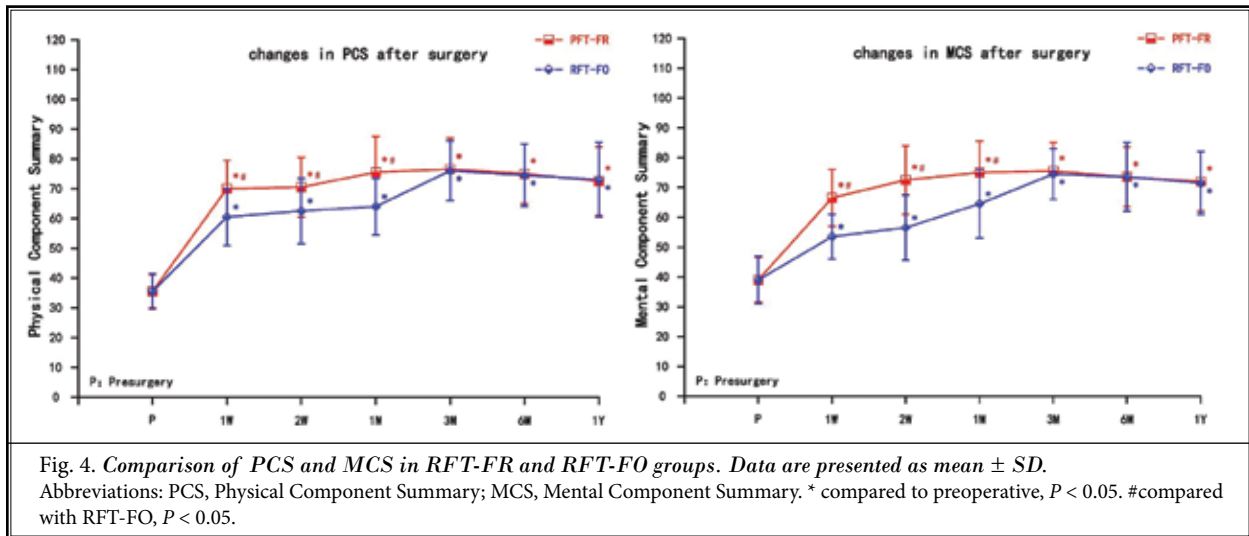 changes in PCS after surgery
PFT-FR
RFT-FO
Physical Component Summary
120
110
100
90
80
70
60
50
40
30
20
10
0
*#
*#
*#
*
*
*
*
*
*
*
*
*
P: Presurgery
P
1W
2W
1M
3M
6M
1Y
changes in MCS after surgery
PFT-FR
RFT-FO
Mental Component Summary
120
110
100
90
80
70
60
50
40
30
20
10
0
*#
*#
*#
*
*
*
*
*
*
*
*
*
P: Presurgery
P
1W
2W
1M
3M
6M
1Y
Fig. 4. Comparison of PCS and MCS in RFT-FR and RFT-FO groups. Data are presented as mean ± SD.
Abbreviations: PCS, Physical Component Summary; MCS, Mental Component Summary. * compared to preoperative, P < 0.05. #compared
with RFT-FO, P < 0.05.